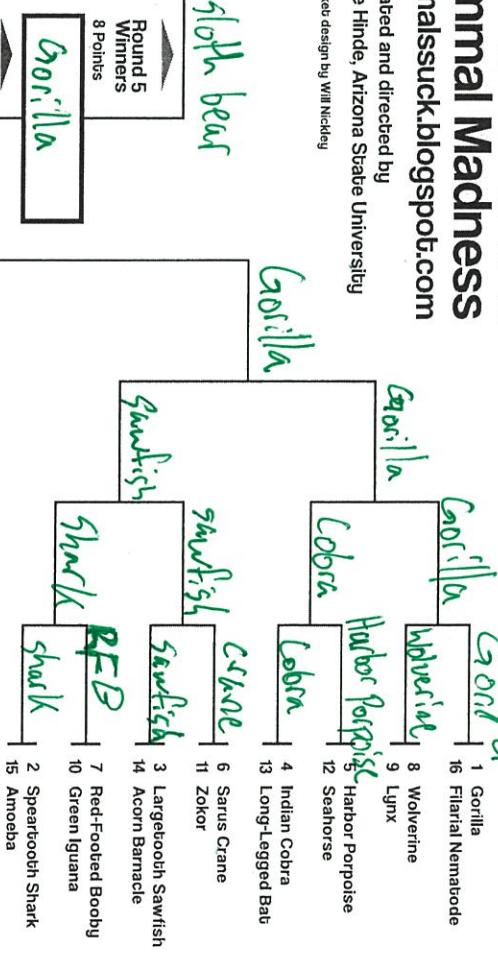 mmal Madness
nalssuck.blogspot.com
ated and directed by
e Hinde, Arizona State University
ket design by Will Nickley
sloth bear
Round 5
Winners
8 Points
Gorilla
Gorilla
Gorilla
Sawfish
Gorilla
Cobra
sawfish
Shark
Wolverine
Harbor Porpoise
Cobra
Crane
Sawfish
RFB
Shark
1 Gorilla
16 Filarial Nematode
8 Wolverine
9 Lynx
5 Harbor Porpoise
12 Seahorse
4 Indian Cobra
13 Long-Legged Bat
6 Sarus Crane
11 Zokor
3 Largetooth Sawfish
14 Acorn Barnacle
7 Red-Footed Booby
10 Green Iguana
2 Speartooth Shark
15 Amoeba